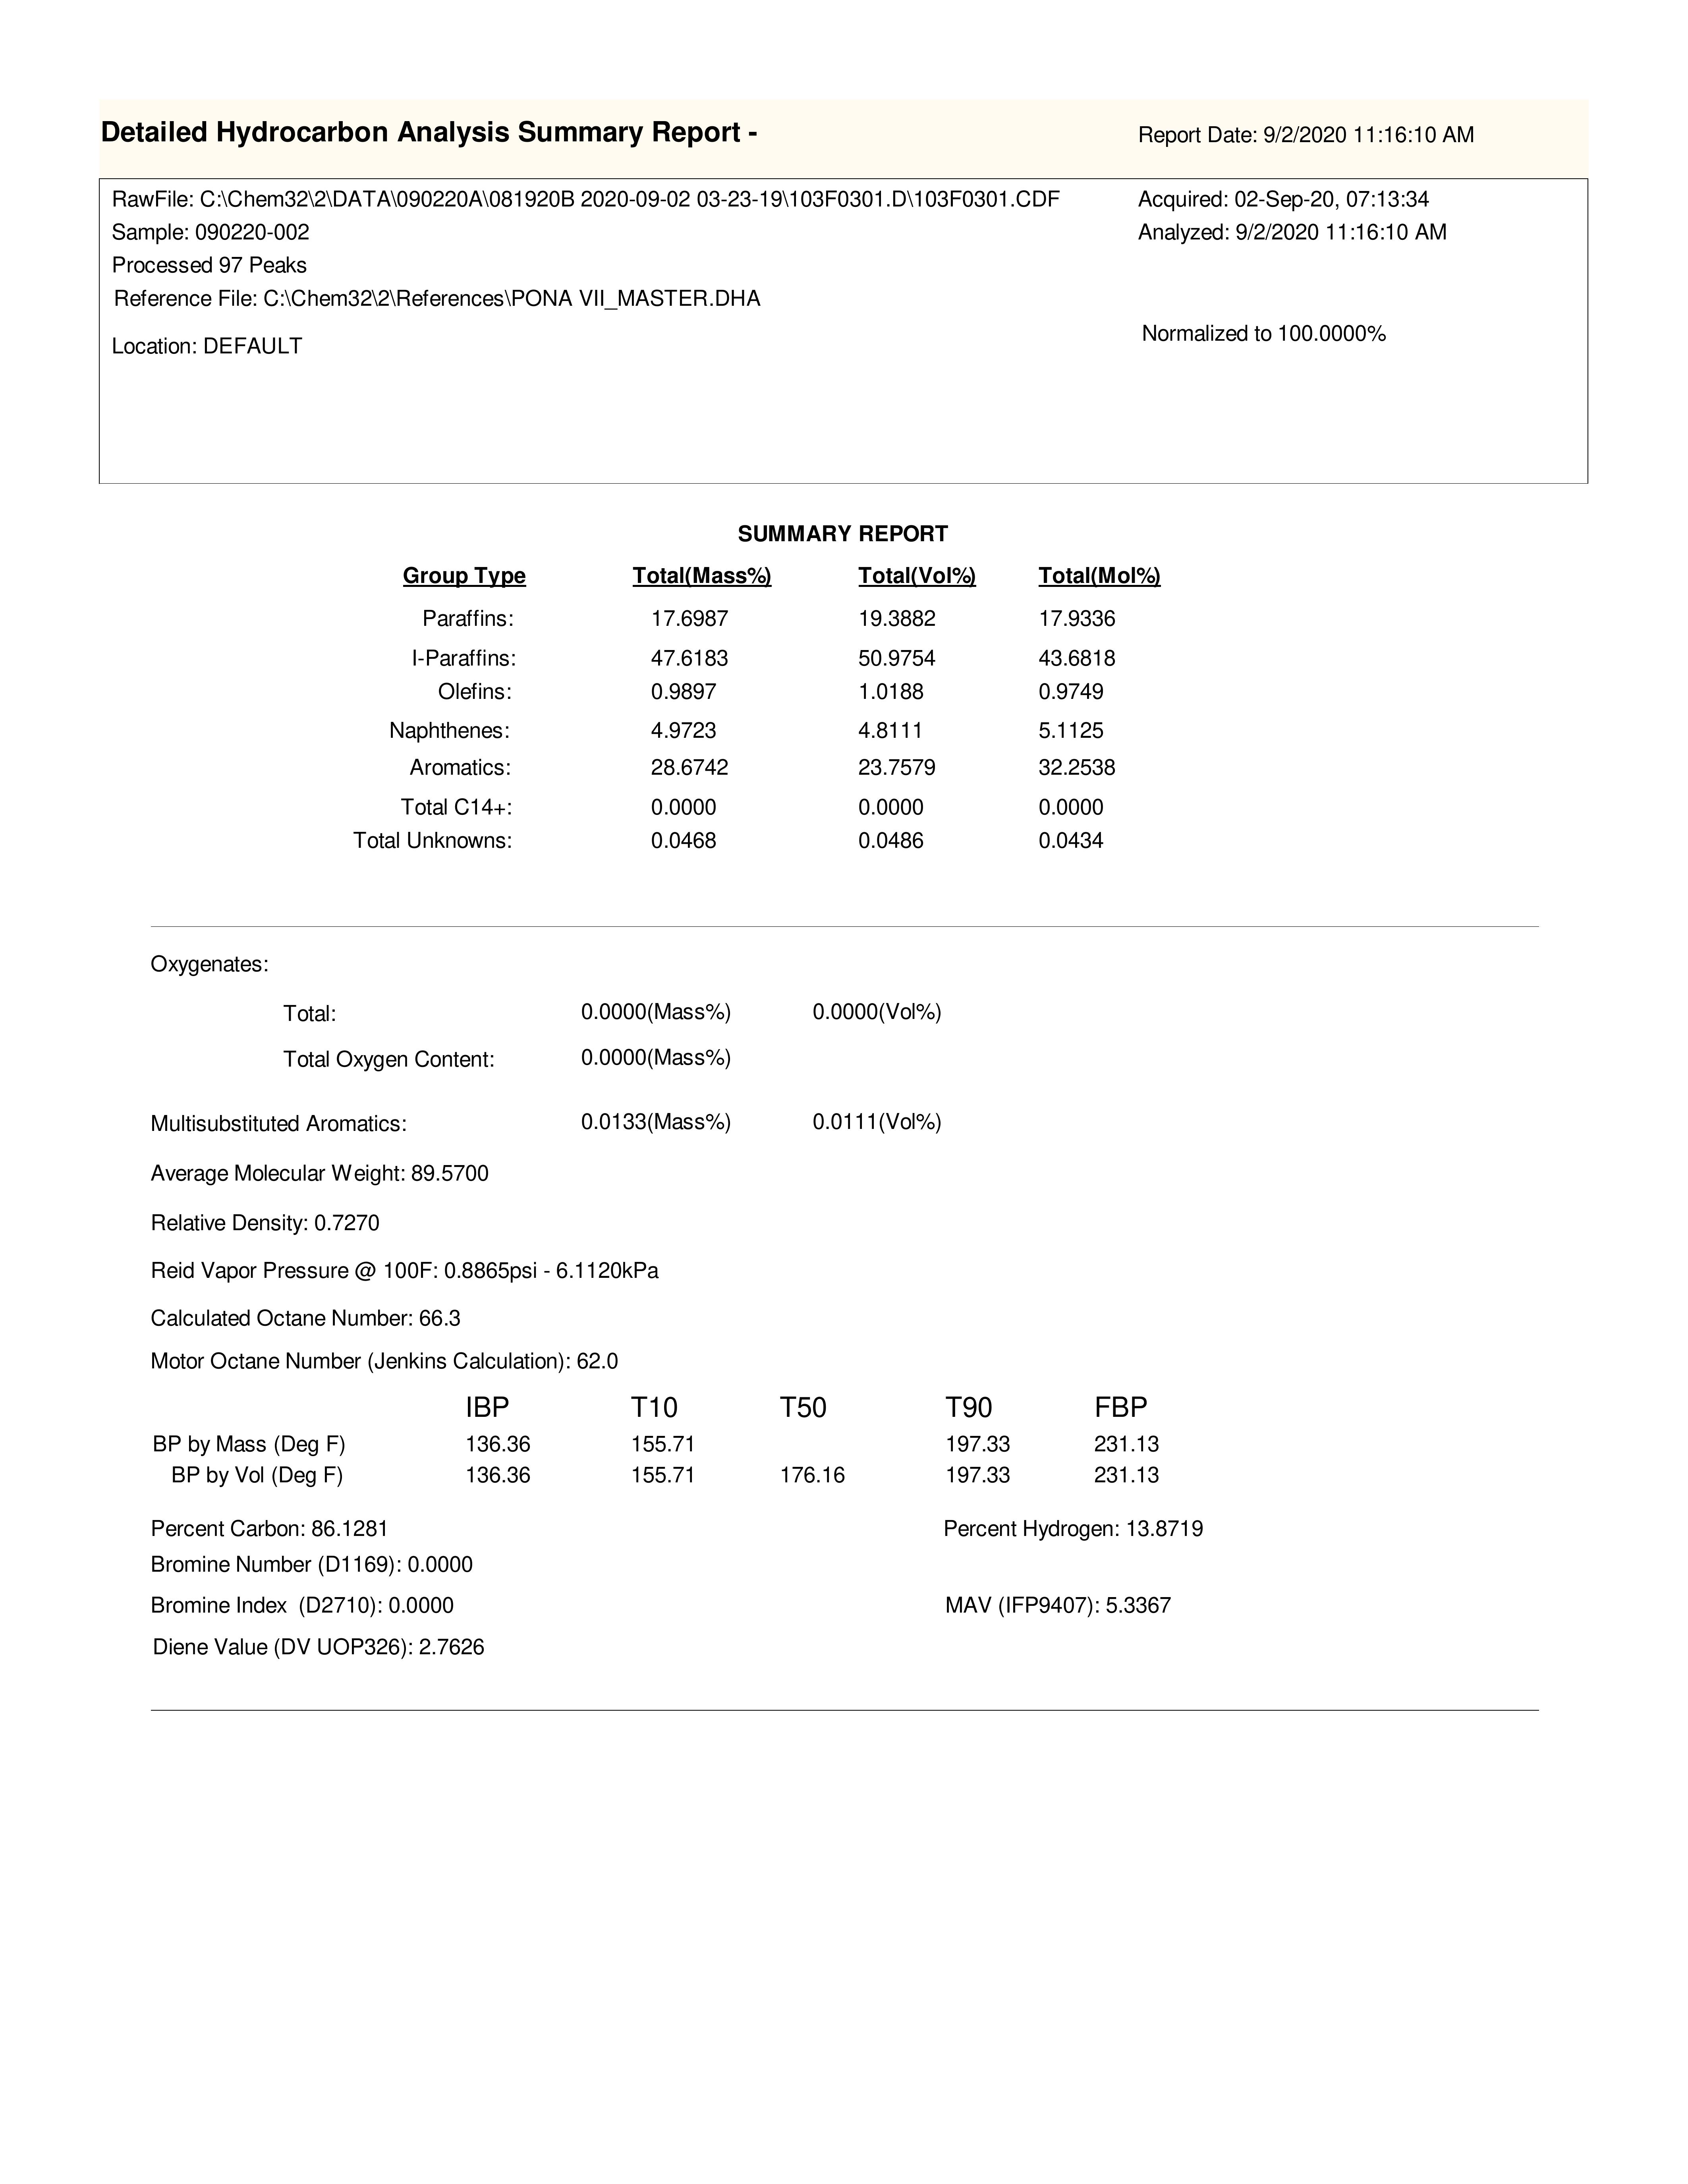 Detailed Hydrocarbon Analysis Summary Report - Report Date: 9/2/2020 11:16:10 AM
RawFile: C:\Chem32\2\DATA\090220A\081920B 2020-09-02 03-23-19\103F0301.D\103F0301.CDF Acquired: 02-Sep-20, 07:13:34
Sample: 090220-002 Analyzed: 9/2/2020 11:16:10 AM
Processed 97 Peaks
Reference File: C:\Chem32\2\References\PONA VII_MASTER.DHA
Normalized to 100.0000%
Location: DEFAULT
SUMMARY REPORT
Group Type Total(Mass%) Total(Vol%) Total(Mol%)
Paraffins: 17.6987 19.3882 17.9336
I-Paraffins: 47.6183 50.9754 43.6818
Olefins: 0.9897 1.0188 0.9749
Naphthenes: 4.9723 4.8111 5.1125
Aromatics: 28.6742 23.7579 32.2538
Total C14+: 0.0000 0.0000 0.0000
Total Unknowns: 0.0468 0.0486 0.0434
Oxygenates:
Total: 0.0000(Mass%) 0.0000(Vol%)
Total Oxygen Content: 0.0000(Mass%)
Multisubstituted Aromatics: 0.0133(Mass%) 0.0111(Vol%)
Average Molecular Weight: 89.5700
Relative Density: 0.7270
Reid Vapor Pressure @ 100F: 0.8865psi - 6.1120kPa
Calculated Octane Number: 66.3
Motor Octane Number (Jenkins Calculation): 62.0
IBP T10 T50 T90 FBP
BP by Mass (Deg F) 136.36 155.71 197.33 231.13
BP by Vol (Deg F) 136.36 155.71 176.16 197.33 231.13
Percent Carbon: 86.1281 Percent Hydrogen: 13.8719
Bromine Number (D1169): 0.0000
Bromine Index (D2710): 0.0000 MAV (IFP9407): 5.3367
Diene Value (DV UOP326): 2.7626